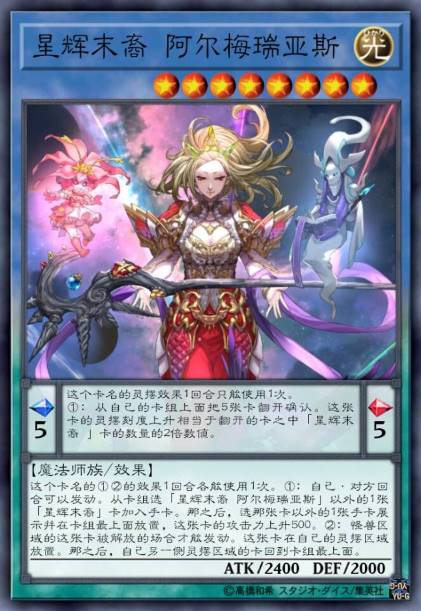 星辉末裔 阿尔梅瑞亚斯
光
这个卡名的灵摆效果1回合只能使用1次。
①：从自己的卡组上面把5张卡翻开确认。这张
卡的灵摆刻度上升相当于翻开的卡之中「星辉末
裔 」卡的数量的2倍数值。
5
5
【魔法师族/效果】
这个卡名的①②的效果1回合各能使用1次。①：自己·对方回
合可以发动。从卡组选「星辉末裔 阿尔梅瑞亚斯」以外的1张
「星辉末裔」卡加入手卡。那之后，选那张卡以外的1张手卡展
示并在卡组最上面放置，这张卡的攻击力上升500。②：怪兽区
域的这张卡被解放的场合才能发动。这张卡在自己的灵摆区域
放置。那之后，自己另一侧灵摆区域的卡回到卡组最上面。
ATK/2400 DEF/2000
©高橋和希 スタジオ·ダイス/集英社